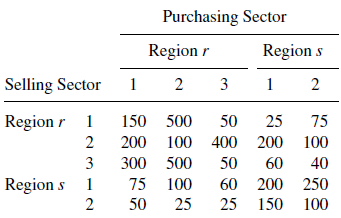 Purchasing Sector
Region r Region s
Selling Sector 1 2 3 1 2
Region r 1 150 500 50 25 75
2 200 100 400 200 100
3 300 500 50 60 40
Region s 1 75 100 60 200 250
2 50 25 25 150 100